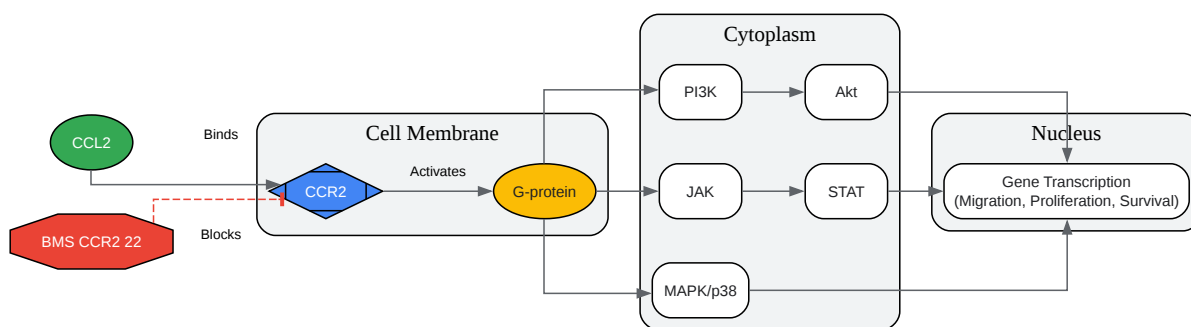 Cytoplasm
PI3K
Akt
CCL2
Binds
Cell Membrane
Nucleus
CCR2
Activates
G-protein
JAK
STAT
Gene Transcription
(Migration, Proliferation, Survival)
BMS CCR2 22
Blocks
MAPK/p38